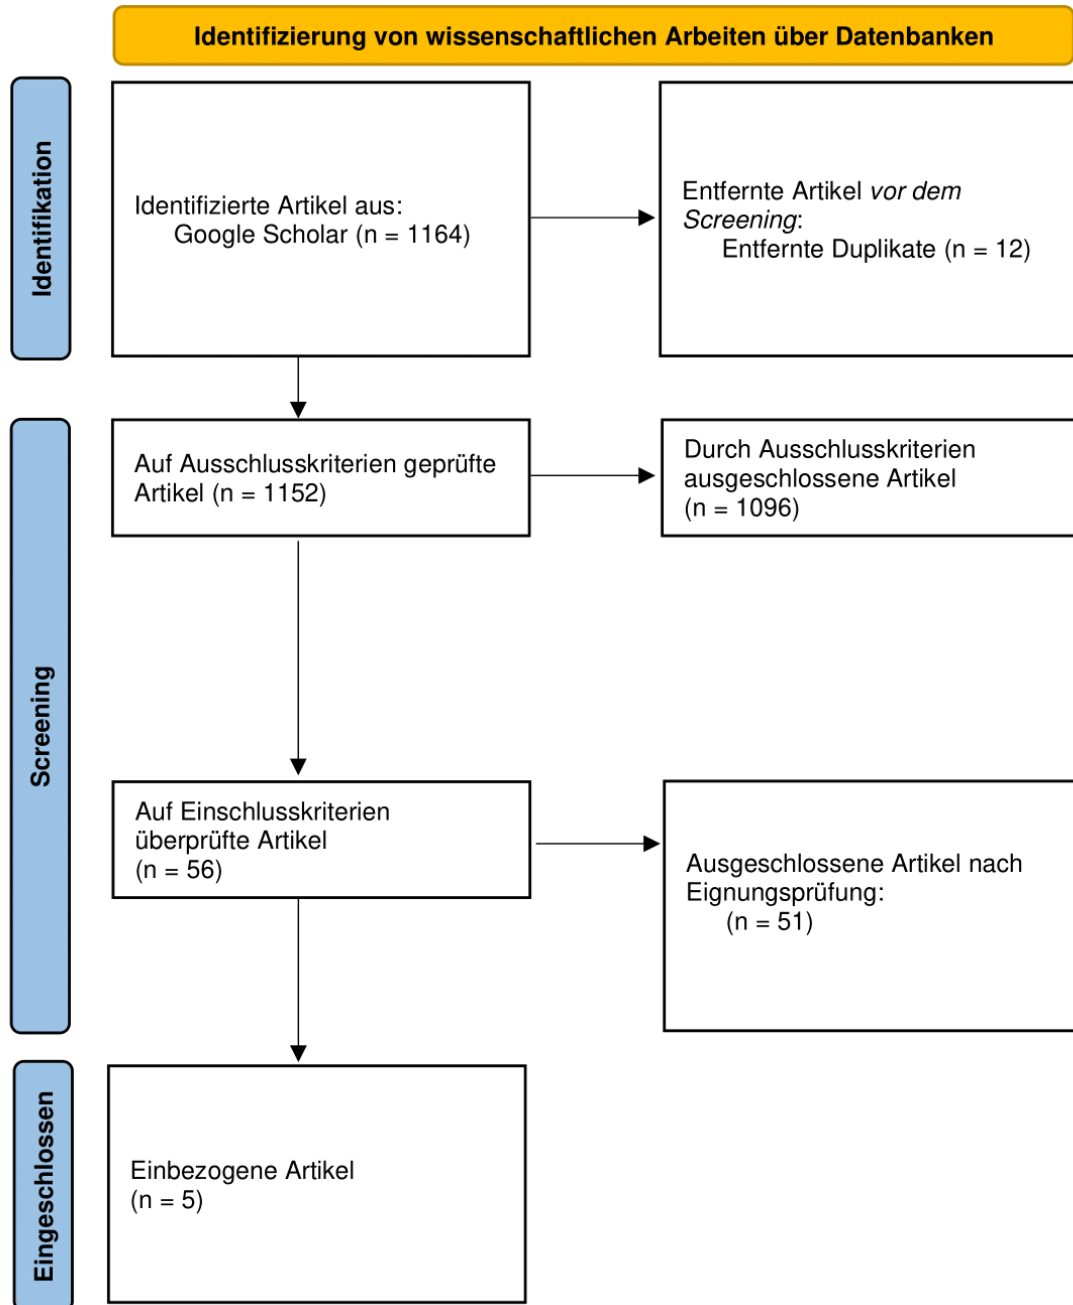 Identifizierung von wissenschaftlichen Arbeiten über Datenbanken
Identifikation
Identifizierte Artikel aus:
Google Scholar (n = 1164)
Entfernte Artikel vor dem
Screening:
Entfernte Duplikate (n = 12)
Screening
Auf Ausschlusskriterien geprüfte
Artikel (n = 1152)
Durch Ausschlusskriterien
ausgeschlossene Artikel
(n = 1096)
Auf Einschlusskriterien
überprüfte Artikel
(n = 56)
Ausgeschlossene Artikel nach
Eignungsprüfung:
(n = 51)
Eingeschlossen
Einbezogene Artikel
(n = 5)